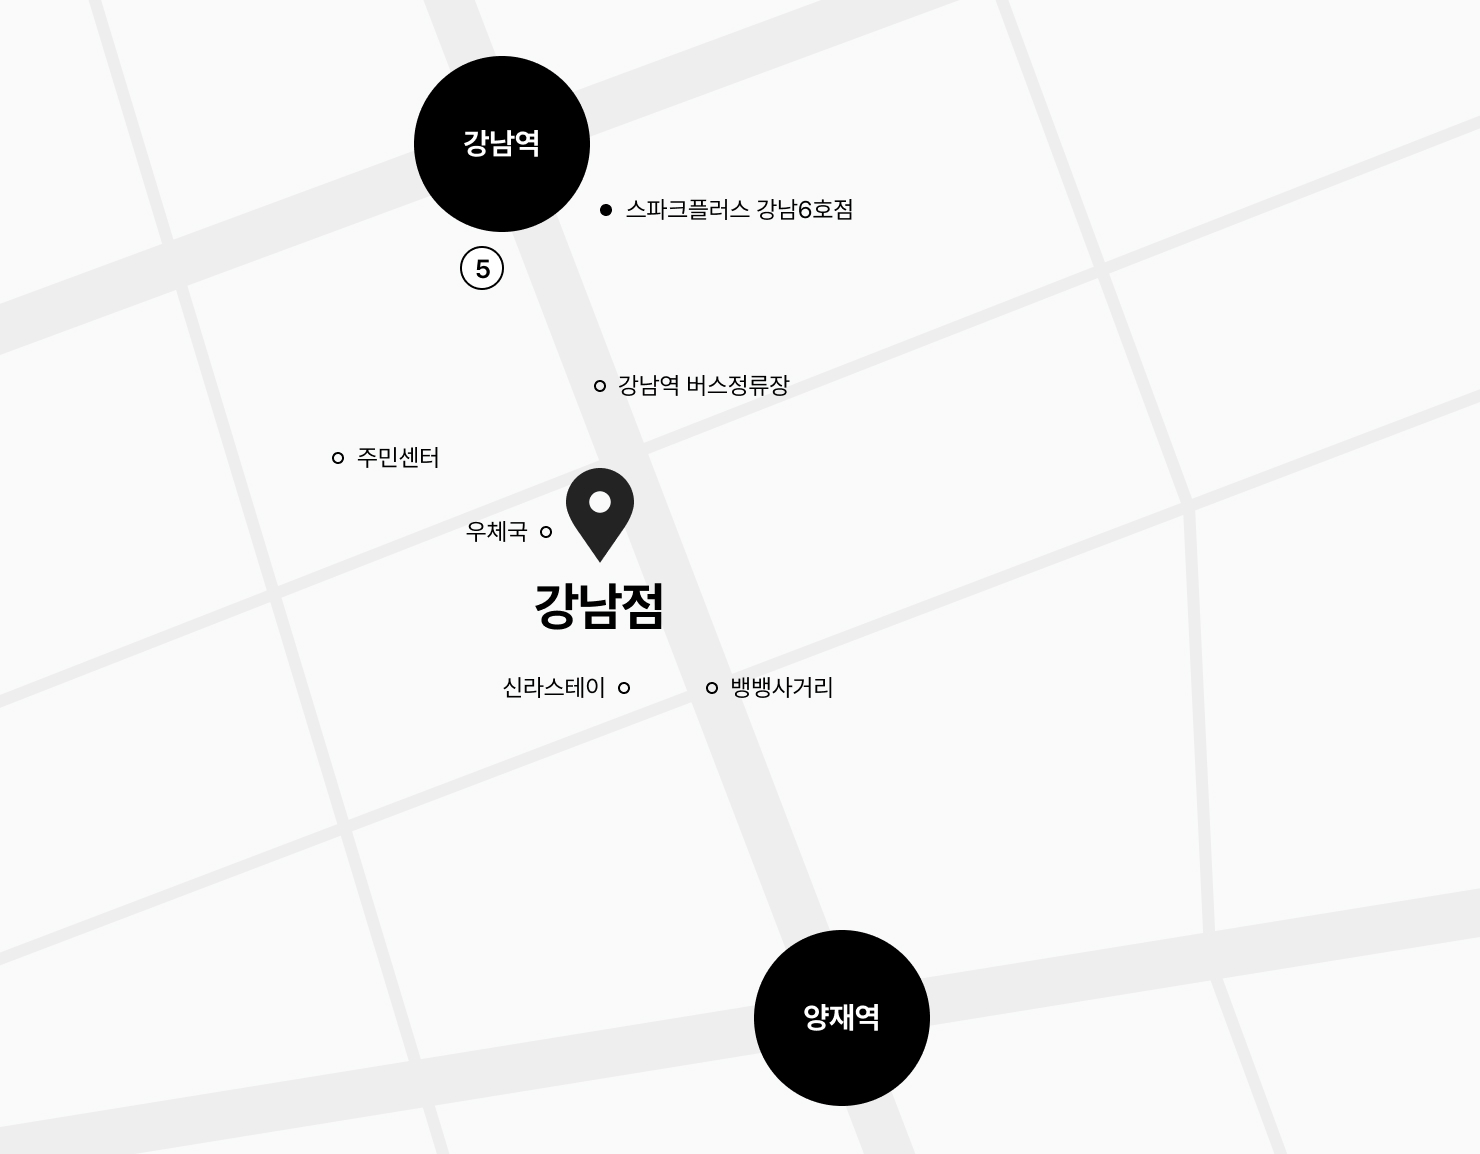 강남역
스파크플러스 강남6호점
5
강남역 버스정류장
주민센터
우체국
강남점
신라스테이
뱅뱅사거리
양재역